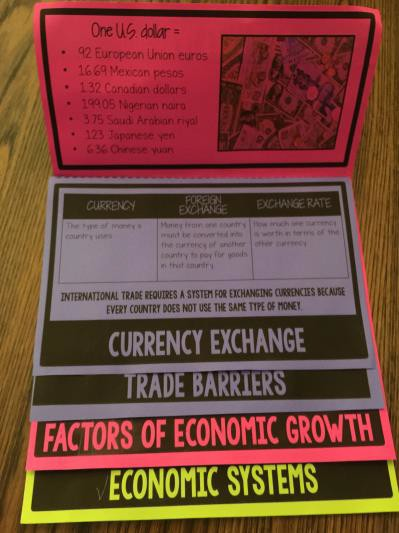 One U.S. dollar =
• .92 European Union euros
• 16.69 Mexican pesos
• 1.32 Canadian dollars
• 199.05 Nigerian naira
• 3.75 Saudi Arabian riyal
• 123 Japanese yen
• 6.36 Chinese yuan
CURRENCY
FOREIGN
EXCHANGE
EXCHANGE RATE
The type of money a
country uses
Money from one country
must be converted into
the currency of another
country to pay for goods
in that country.
How much one currency
is worth in terms of the
other currency
INTERNATIONAL TRADE REQUIRES A SYSTEM FOR EXCHANGING CURRENCIES BECAUSE
EVERY COUNTRY DOES NOT USE THE SAME TYPE OF MONEY.
CURRENCY EXCHANGE
TRADE BARRIERS
FACTORS OF ECONOMIC GROWTH
√ECONOMIC SYSTEMS